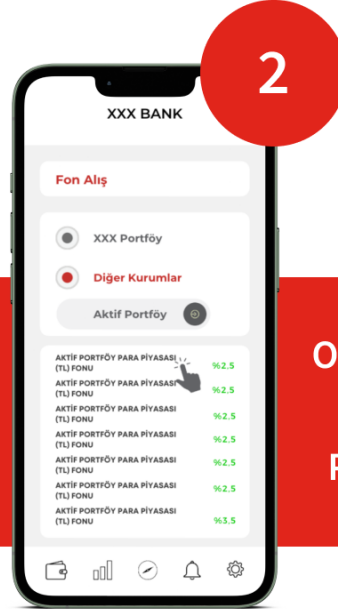 2
XXX BANK
Fon Alış
XXX Portföy
Diğer Kurumlar
Aktif Portföy
AKTİF PORTFÖY PARA PİYASASI
(TL) FONU
%2.5
AKTİF PORTFÖY PARA PİYASASI
(TL) FONU
%2.5
AKTİF PORTFÖY PARA PİYASASI
(TL) FONU
%2.5
AKTİF PORTFÖY PARA PİYASASI
(TL) FONU
%2.5
AKTİF PORTFÖY PARA PİYASASI
(TL) FONU
%2.5
AKTİF PORTFÖY PARA PİYASASI
(TL) FONU
%2.5
AKTİF PORTFÖY PARA PİYASASI
(TL) FONU
%3.5